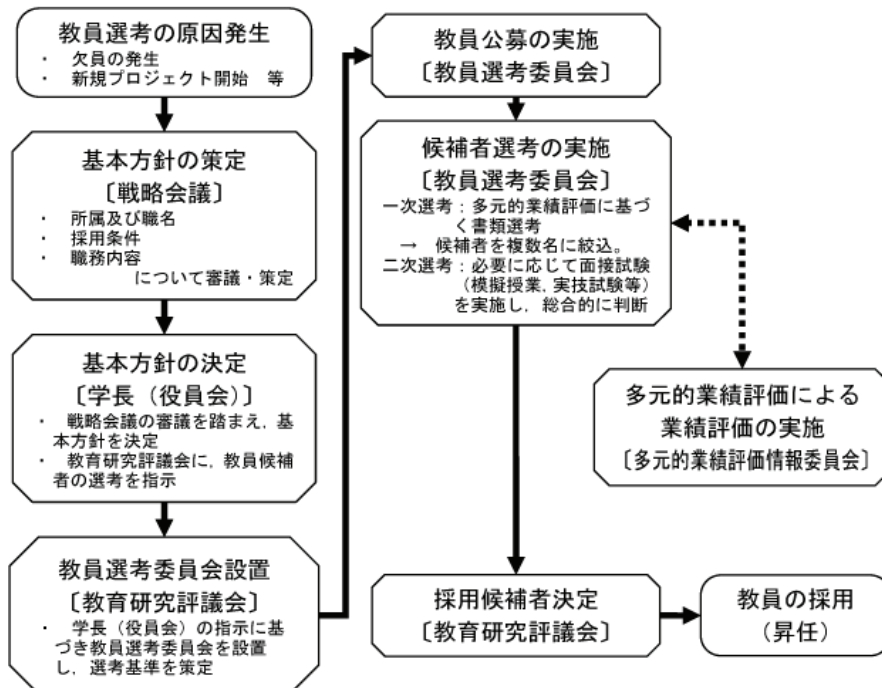 教員選考の原因発生
・ 欠員の発生
・ 新規プロジェクト開始 等
基本方針の策定
〔戦略会議〕
・ 所属及び職名
・ 採用条件
・ 職務内容
について審議・策定
基本方針の決定
〔学長（役員会）〕
・ 戦略会議の審議を踏まえ，基
本方針を決定
・ 教育研究評議会に，教員候補
者の選考を指示
教員選考委員会設置
〔教育研究評議会〕
・ 学長（役員会）の指示に基
づき教員選考委員会を設置
し，選考基準を策定
教員公募の実施
〔教員選考委員会〕
候補者選考の実施
〔教員選考委員会〕
一次選考：多元的業績評価に基づ
く書類選考
→ 候補者を複数名に絞込。
二次選考：必要に応じて面接試験
（模擬授業，実技試験等）
を実施し，総合的に判断
多元的業績評価による
業績評価の実施
〔多元的業績評価情報委員会〕
採用候補者決定
〔教育研究評議会〕
教員の採用
（昇任）